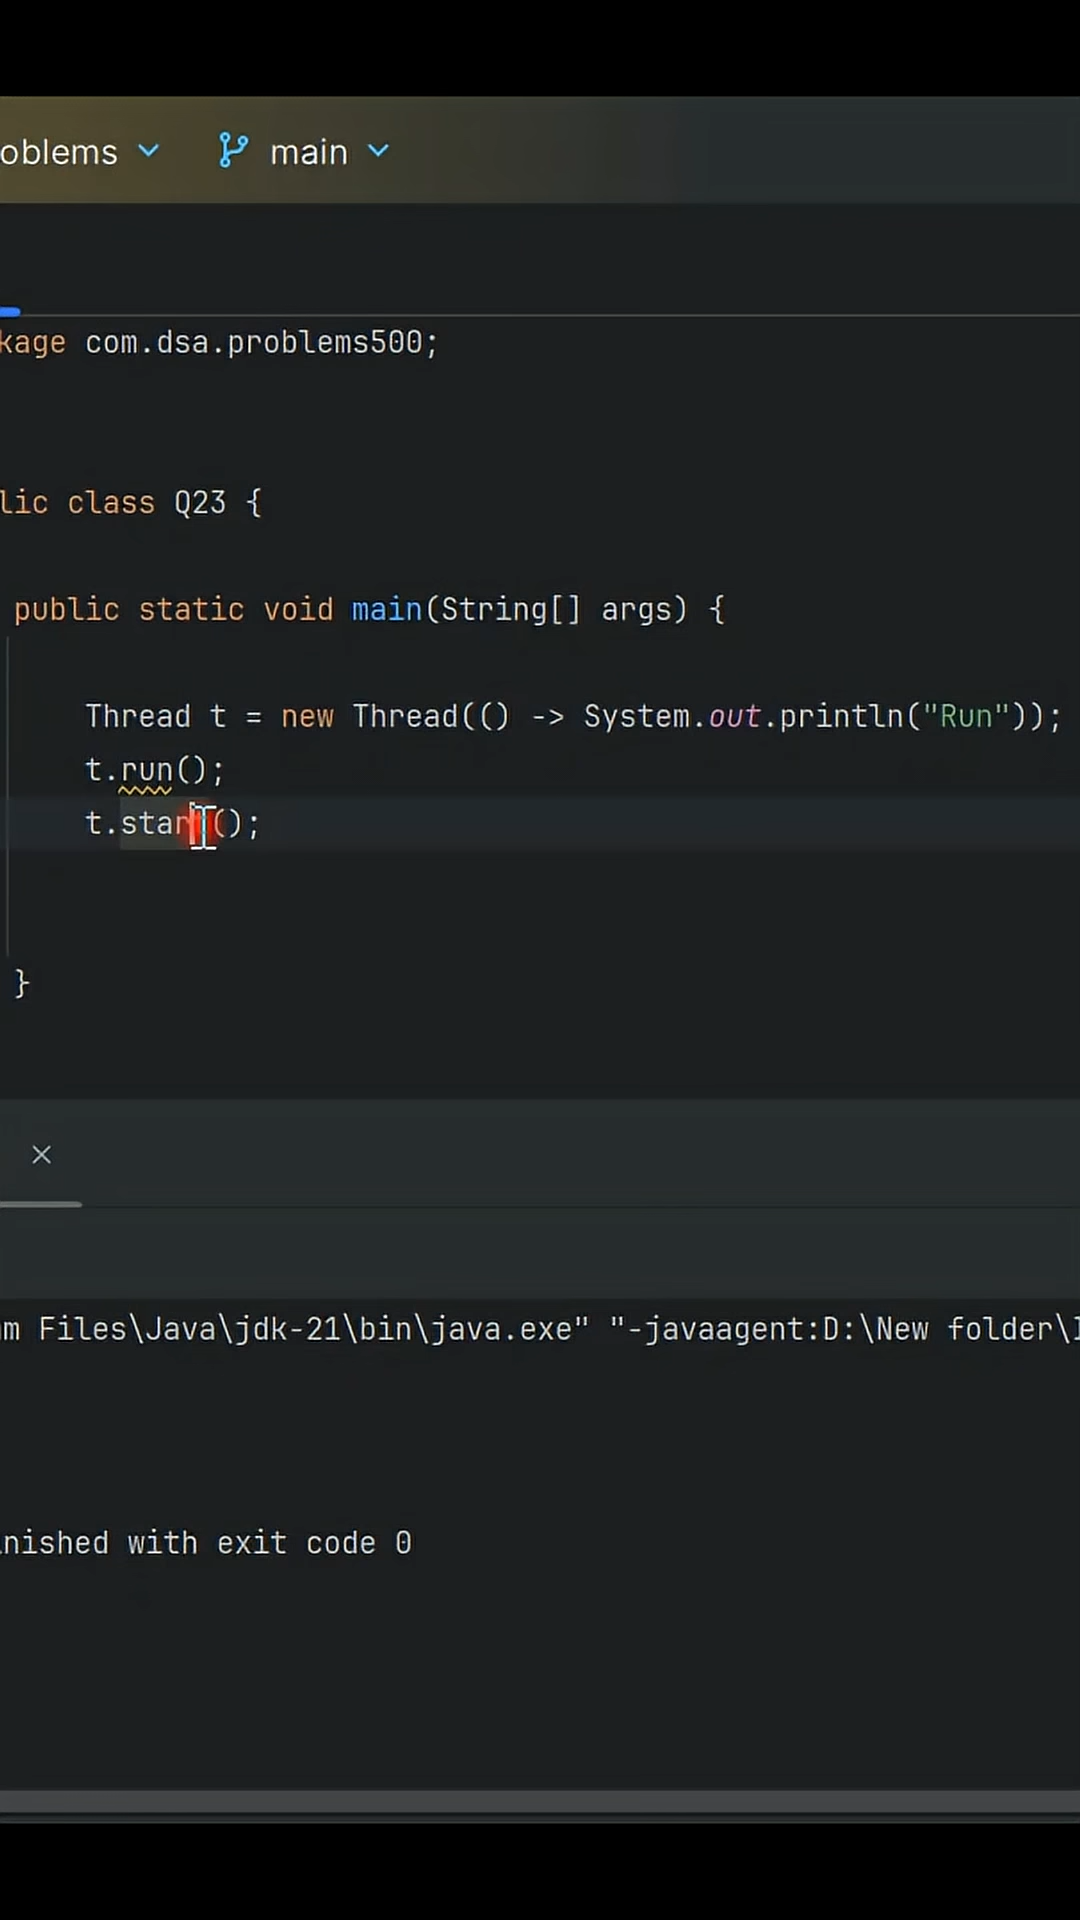 oblems main
kage com.dsa.problems500;
lic class Q23 {
public static void main(String[] args) {
Thread t = new Thread(() -> System.out.println("Run"));
t.run();
t.start();
}
m Files\Java\jdk-21\bin\java.exe" "-javaagent:D:\New folder\
nished with exit code 0